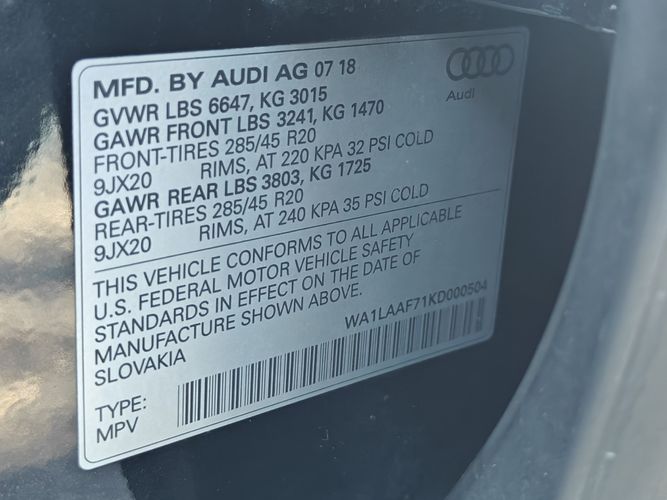 MFD. BY AUDI AG 07 18
GVWR LBS 6647, KG 3015
GAWR FRONT LBS 3241, KG 1470
FRONT-TIRES 285/45 R20
9JX20 RIMS, AT 220 KPA 32 PSI COLD
GAWR REAR LBS 3803, KG 1725
REAR-TIRES 285/45 R20
9JX20 RIMS, AT 240 KPA 35 PSI COLD
Audi
THIS VEHICLE CONFORMS TO ALL APPLICABLE
U.S. FEDERAL MOTOR VEHICLE SAFETY
STANDARDS IN EFFECT ON THE DATE OF
MANUFACTURE SHOWN ABOVE.
SLOVAKIA WA1LAAF71KD000504
TYPE:
MPV